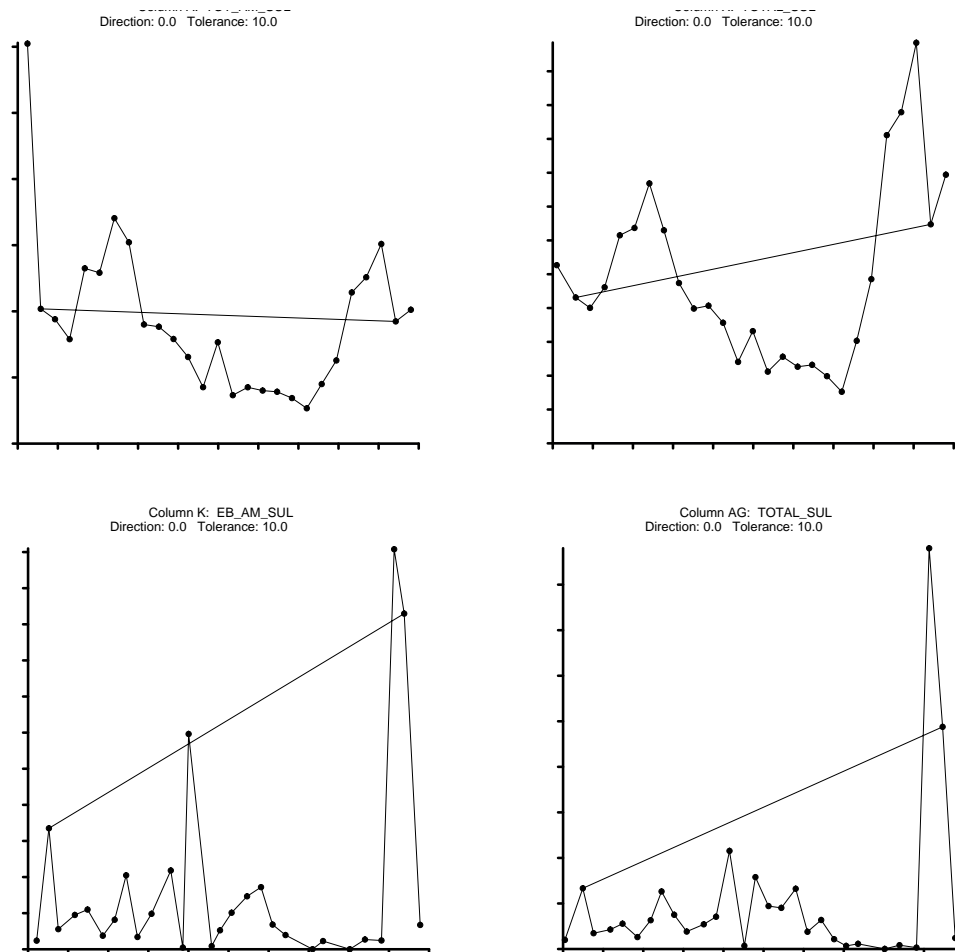 Direction: 0.0 Tolerance: 10.0
Direction: 0.0 Tolerance: 10.0
Column K: EB_AM_SUL
Direction: 0.0 Tolerance: 10.0
Column AG: TOTAL_SUL
Direction: 0.0 Tolerance: 10.0